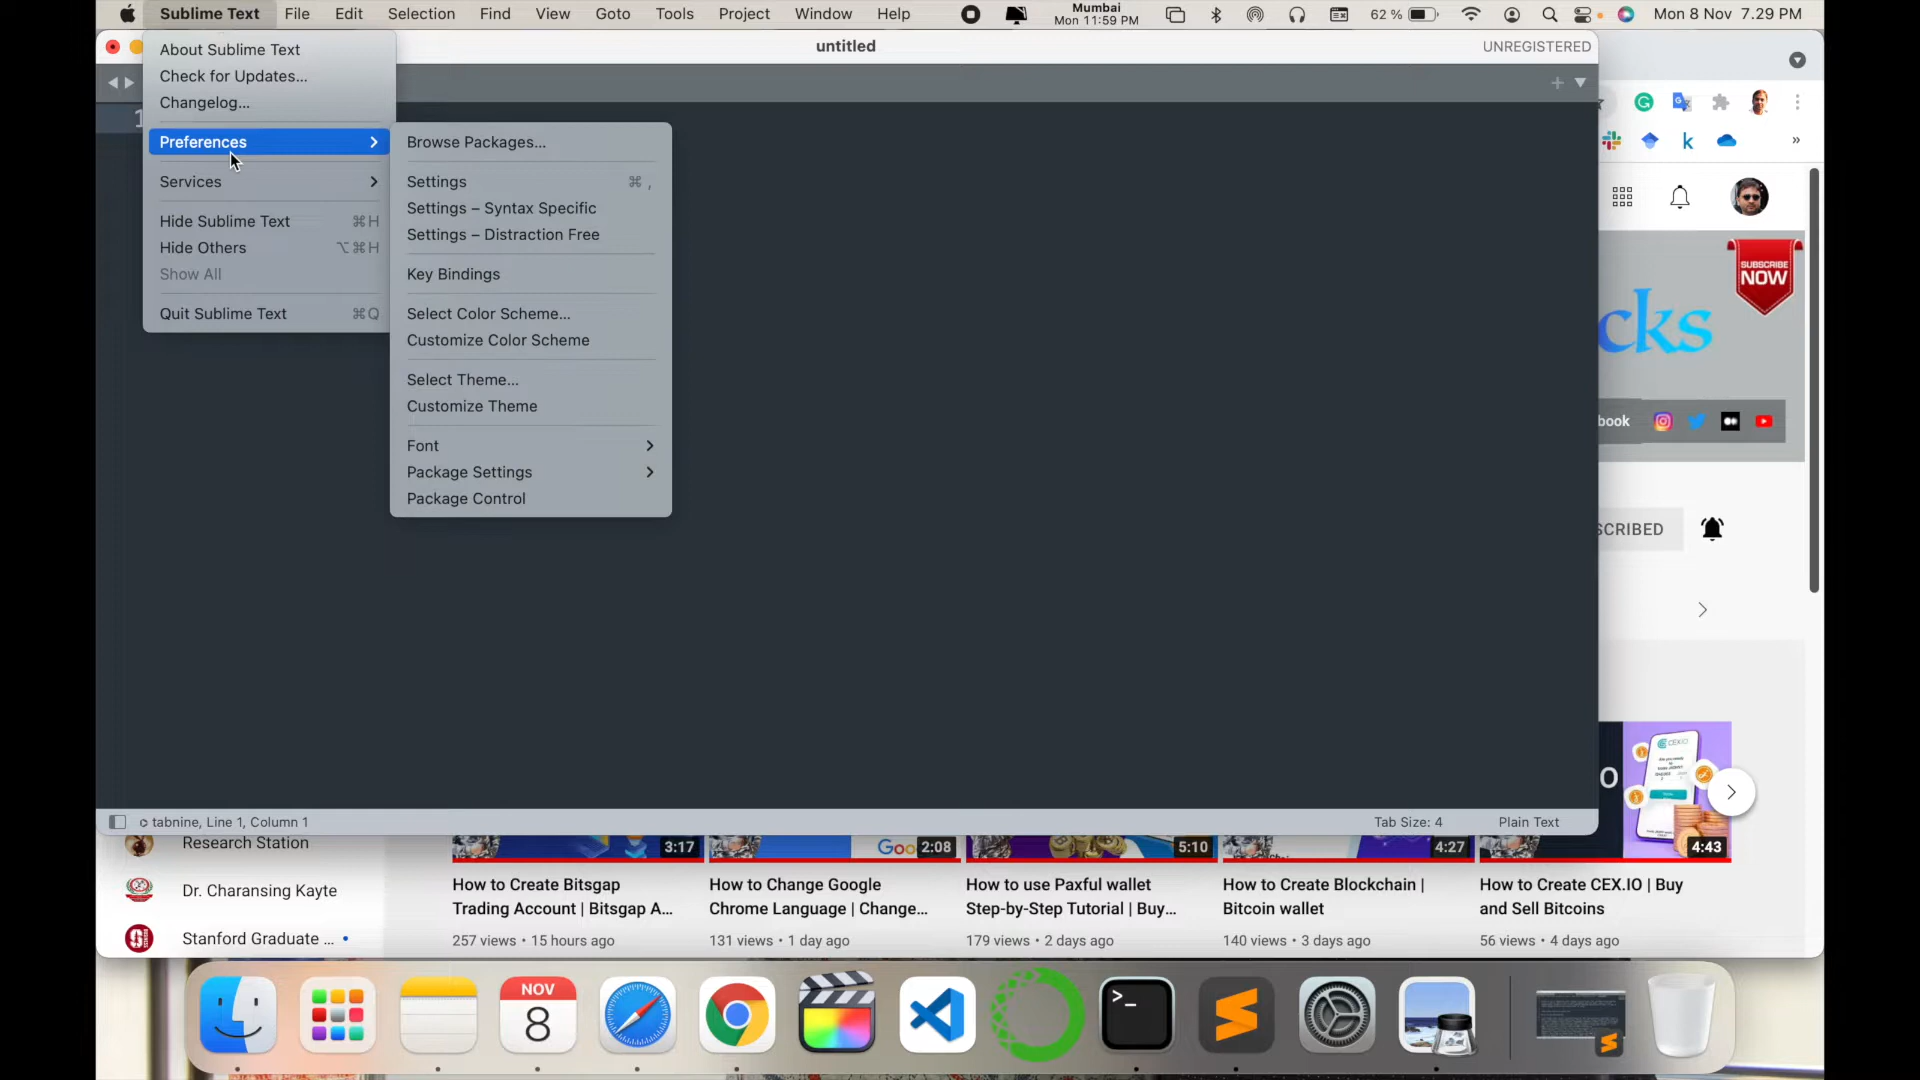 Sublime Text File Edit Selection Find View Goto Tools Project Window Help Mumbai Mon 11:59 PM 62 % Mon 8 Nov 7.29 PM
untitled UNREGISTERED
About Sublime Text
Check for Updates...
Changelog...
1
Preferences
Services
Hide Sublime Text ⌘H
Hide Others ⌥⌘H
Show All
Quit Sublime Text ⌘Q
Browse Packages...
Settings ⌘ ,
Settings – Syntax Specific
Settings – Distraction Free
Key Bindings
Select Color Scheme...
Customize Color Scheme
Select Theme...
Customize Theme
Font
Package Settings
Package Control
k
»
SUBSCRIBE
NOW
cks
book
SCRIBED
CEX.IO
O
tabnine, Line 1, Column 1 Tab Size: 4 Plain Text
Research Station
Dr. Charansing Kayte
Stanford Graduate ...
3:17
How to Create Bitsgap
Trading Account | Bitsgap A...
257 views • 15 hours ago
Goo 2:08
How to Change Google
Chrome Language | Change...
131 views • 1 day ago
5:10
How to use Paxful wallet
Step-by-Step Tutorial | Buy...
179 views • 2 days ago
4:27
How to Create Blockchain |
Bitcoin wallet
140 views • 3 days ago
4:43
How to Create CEX.IO | Buy
and Sell Bitcoins
56 views • 4 days ago
NOV
8
>_